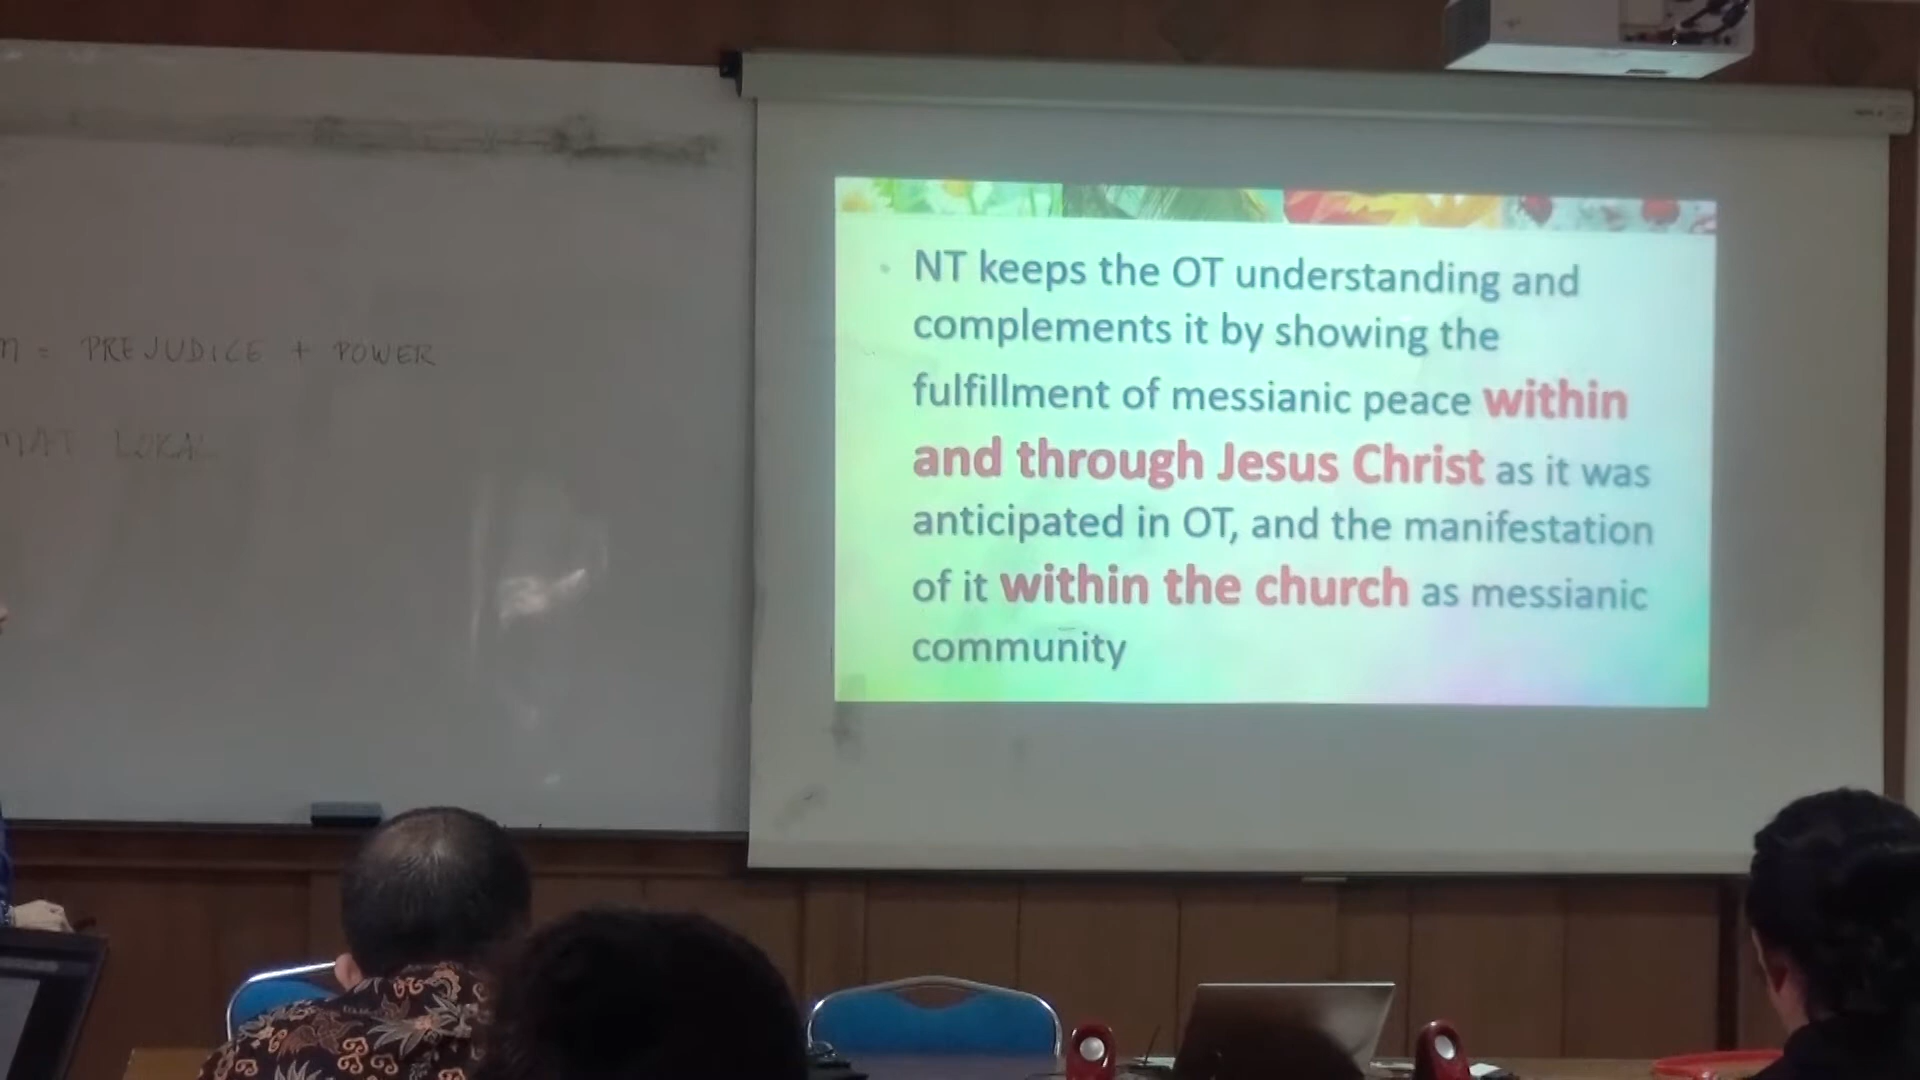 = PREJUDICE + POWER
LOKAL
• NT keeps the OT understanding and
complements it by showing the
fulfillment of messianic peace within
and through Jesus Christ as it was
anticipated in OT, and the manifestation
of it within the church as messianic
community